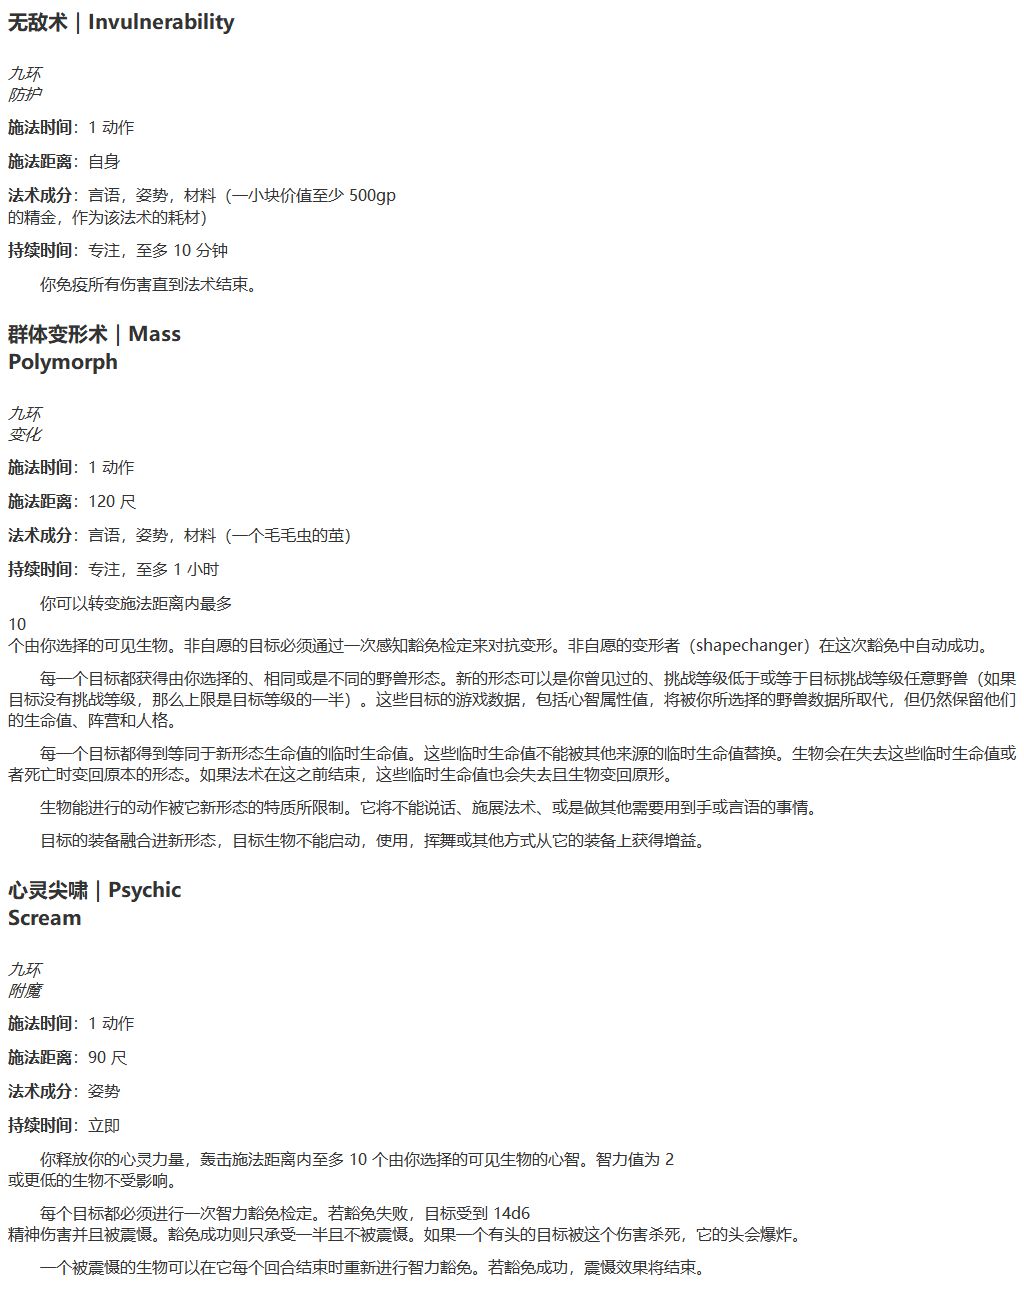 无敌术｜Invulnerability
九环
防护
施法时间：1 动作
施法距离：自身
法术成分：言语，姿势，材料（一小块价值至少 500gp
的精金，作为该法术的耗材）
持续时间：专注，至多 10 分钟
你免疫所有伤害直到法术结束。
群体变形术｜Mass
Polymorph
九环
变化
施法时间：1 动作
施法距离：120 尺
法术成分：言语，姿势，材料（一个毛毛虫的茧）
持续时间：专注，至多 1 小时
你可以转变施法距离内最多
10
个由你选择的可见生物。非自愿的目标必须通过一次感知豁免检定来对抗变形。非自愿的变形者（shapechanger）在这次豁免中自动成功。
每一个目标都获得由你选择的、相同或是不同的野兽形态。新的形态可以是你曾见过的、挑战等级低于或等于目标挑战等级任意野兽（如果
目标没有挑战等级，那么上限是目标等级的一半）。这些目标的游戏数据，包括心智属性值，将被你所选择的野兽数据所取代，但仍然保留他们
的生命值、阵营和人格。
每一个目标都得到等同于新形态生命值的临时生命值。这些临时生命值不能被其他来源的临时生命值替换。生物会在失去这些临时生命值或
者死亡时变回原本的形态。如果法术在这之前结束，这些临时生命值也会失去且生物变回原形。
生物能进行的动作被它新形态的特质所限制。它将不能说话、施展法术、或是做其他需要用到手或言语的事情。
目标的装备融合进新形态，目标生物不能启动，使用，挥舞或其他方式从它的装备上获得增益。
心灵尖啸｜Psychic
Scream
九环
附魔
施法时间：1 动作
施法距离：90 尺
法术成分：姿势
持续时间：立即
你释放你的心灵力量，轰击施法距离内至多 10 个由你选择的可见生物的心智。智力值为 2
或更低的生物不受影响。
每个目标都必须进行一次智力豁免检定。若豁免失败，目标受到 14d6
精神伤害并且被震慑。豁免成功则只承受一半且不被震慑。如果一个有头的目标被这个伤害杀死，它的头会爆炸。
一个被震慑的生物可以在它每个回合结束时重新进行智力豁免。若豁免成功，震慑效果将结束。